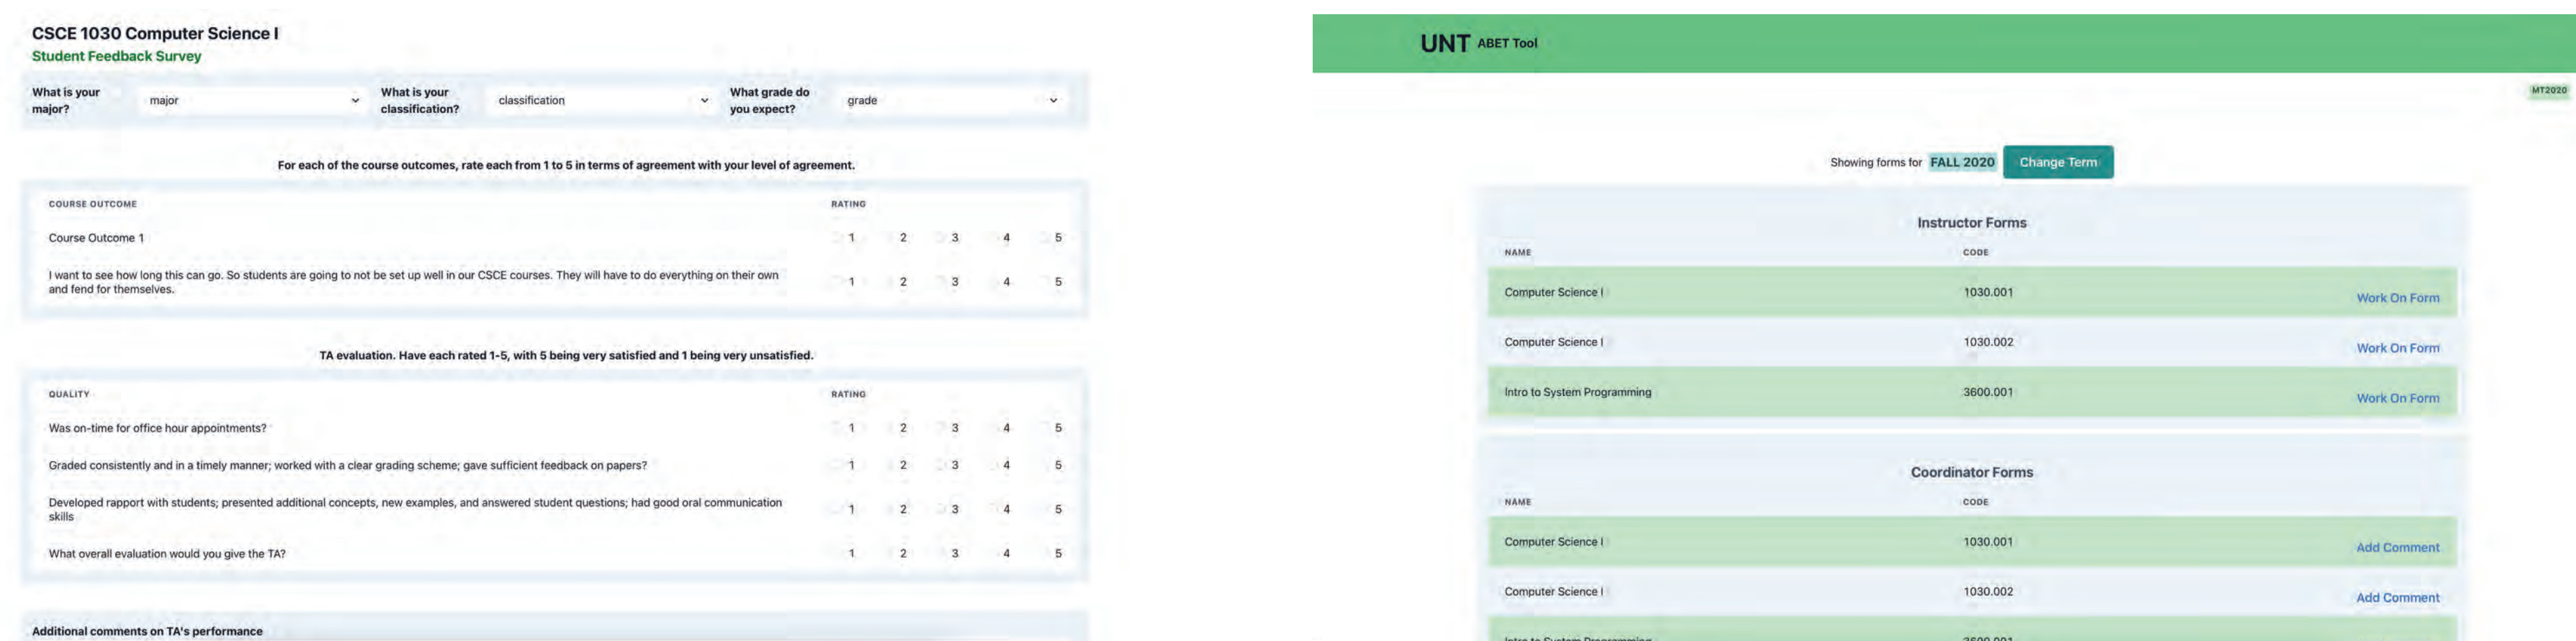 CSCE 1030 Computer Science I
Student Feedback Survey
What is your major? major What is your classification? classification What grade do you expect? grade
For each of the course outcomes, rate each from 1 to 5 in terms of agreement with your level of agreement.
COURSE OUTCOME RATING
Course Outcome 1 1 2 3 4 5
I want to see how long this can go. So students are going to not be set up well in our CSCE courses. They will have to do everything on their own
and fend for themselves. 1 2 3 4 5
TA evaluation. Have each rated 1-5, with 5 being very satisfied and 1 being very unsatisfied.
QUALITY RATING
Was on-time for office hour appointments? 1 2 3 4 5
Graded consistently and in a timely manner; worked with a clear grading scheme; gave sufficient feedback on papers? 1 2 3 4 5
Developed rapport with students; presented additional concepts, new examples, and answered student questions; had good oral communication
skills 1 2 3 4 5
What overall evaluation would you give the TA? 1 2 3 4 5
Additional comments on TA's performance
UNT ABET Tool
MT2020
Showing forms for FALL 2020 Change Term
Instructor Forms
NAME CODE
Computer Science I 1030.001 Work On Form
Computer Science I 1030.002 Work On Form
Intro to System Programming 3600.001 Work On Form
Coordinator Forms
NAME CODE
Computer Science I 1030.001 Add Comment
Computer Science I 1030.002 Add Comment
Intro to System Programming 3600.001